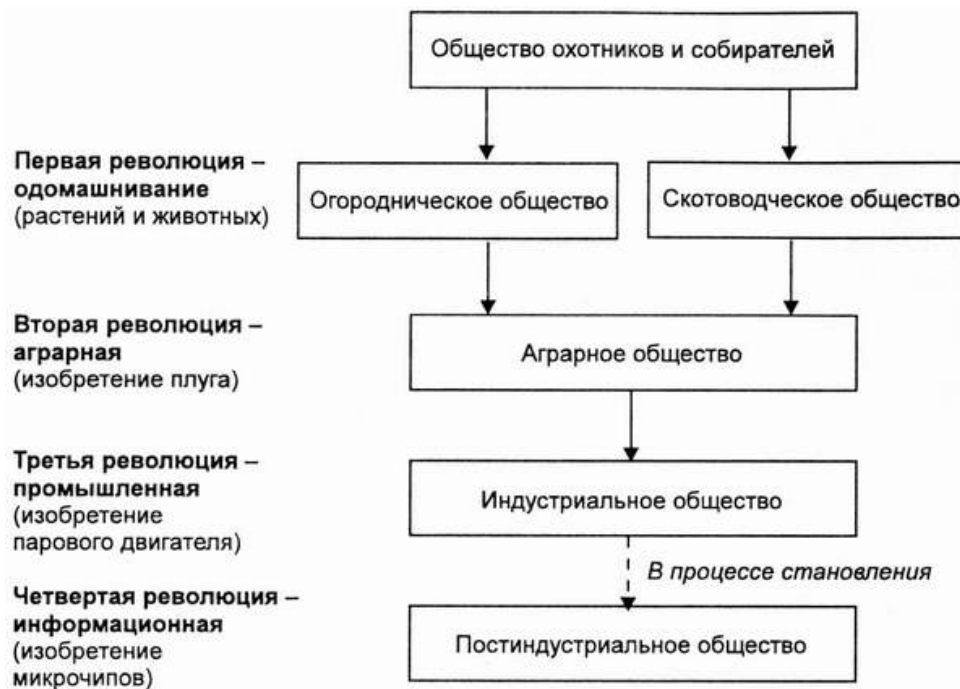 Общество охотников и собирателей
Первая революция –
одомашнивание
(растений и животных)
Огородническое общество
Скотоводческое общество
Вторая революция –
аграрная
(изобретение плуга)
Аграрное общество
Третья революция –
промышленная
(изобретение
парового двигателя)
Индустриальное общество
В процессе становления
Четвертая революция –
информационная
(изобретение
микрочипов)
Постиндустриальное общество